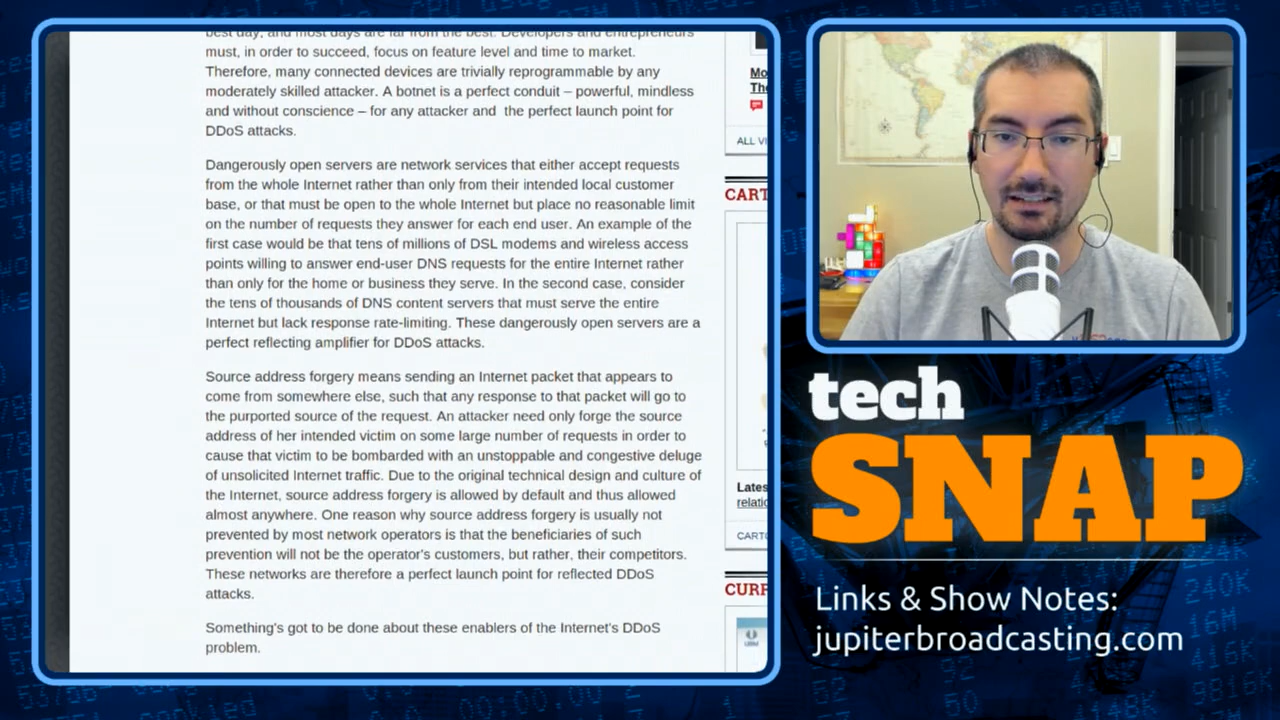 best day, and most days are far from the best. Developers and entrepreneurs
must, in order to succeed, focus on feature level and time to market.
Therefore, many connected devices are trivially reprogrammable by any
moderately skilled attacker. A botnet is a perfect conduit – powerful, mindless
and without conscience – for any attacker and  the perfect launch point for
DDoS attacks.
Dangerously open servers are network services that either accept requests
from the whole Internet rather than only from their intended local customer
base, or that must be open to the whole Internet but place no reasonable limit
on the number of requests they answer for each end user. An example of the
first case would be that tens of millions of DSL modems and wireless access
points willing to answer end-user DNS requests for the entire Internet rather
than only for the home or business they serve. In the second case, consider
the tens of thousands of DNS content servers that must serve the entire
Internet but lack response rate-limiting. These dangerously open servers are a
perfect reflecting amplifier for DDoS attacks.
Source address forgery means sending an Internet packet that appears to
come from somewhere else, such that any response to that packet will go to
the purported source of the request. An attacker need only forge the source
address of her intended victim on some large number of requests in order to
cause that victim to be bombarded with an unstoppable and congestive deluge
of unsolicited Internet traffic. Due to the original technical design and culture of
the Internet, source address forgery is allowed by default and thus allowed
almost anywhere. One reason why source address forgery is usually not
prevented by most network operators is that the beneficiaries of such
prevention will not be the operator's customers, but rather, their competitors.
These networks are therefore a perfect launch point for reflected DDoS
attacks.
Something's got to be done about these enablers of the Internet's DDoS
problem.
Mo
The
ALL VI
CART
Lates
relatio
CARTO
CURR
tech
SNAP
Links & Show Notes:
jupiterbroadcasting.com